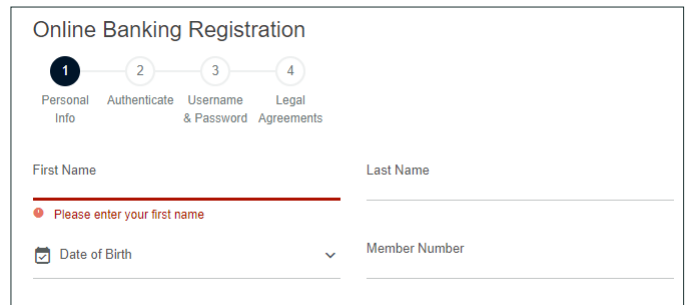 Online Banking Registration
1 2 3 4
Personal Info
Authenticate
Username & Password
Legal Agreements
First Name
Last Name
Please enter your first name
Date of Birth
Member Number